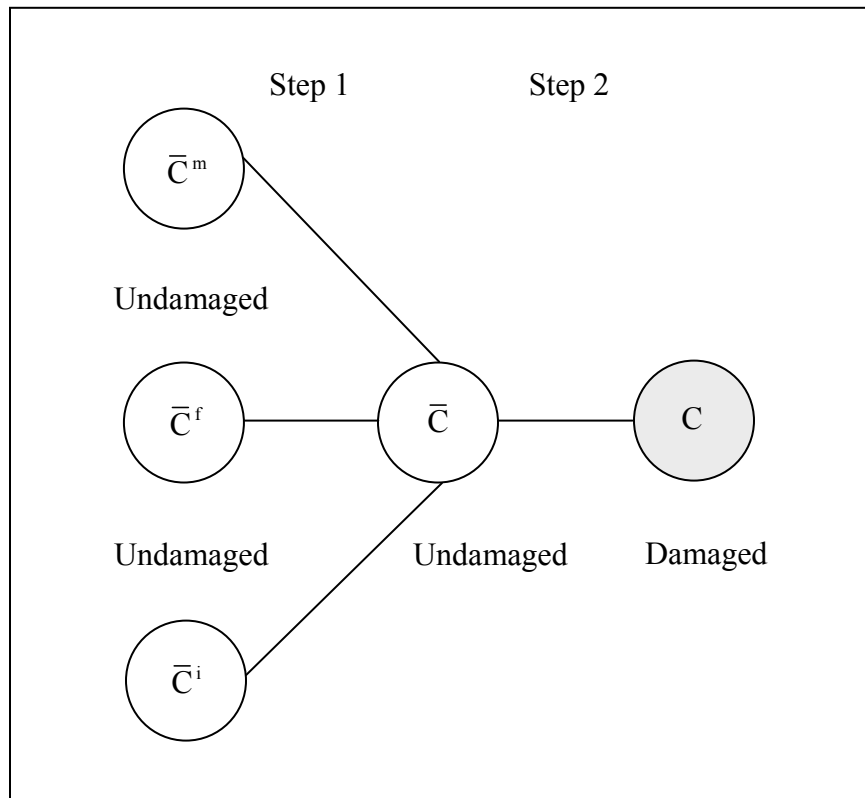 Step 1 Step 2
C̄ᵐ
Undamaged
C̄ᶠ C̄ C
Undamaged Undamaged Damaged
C̄ⁱ